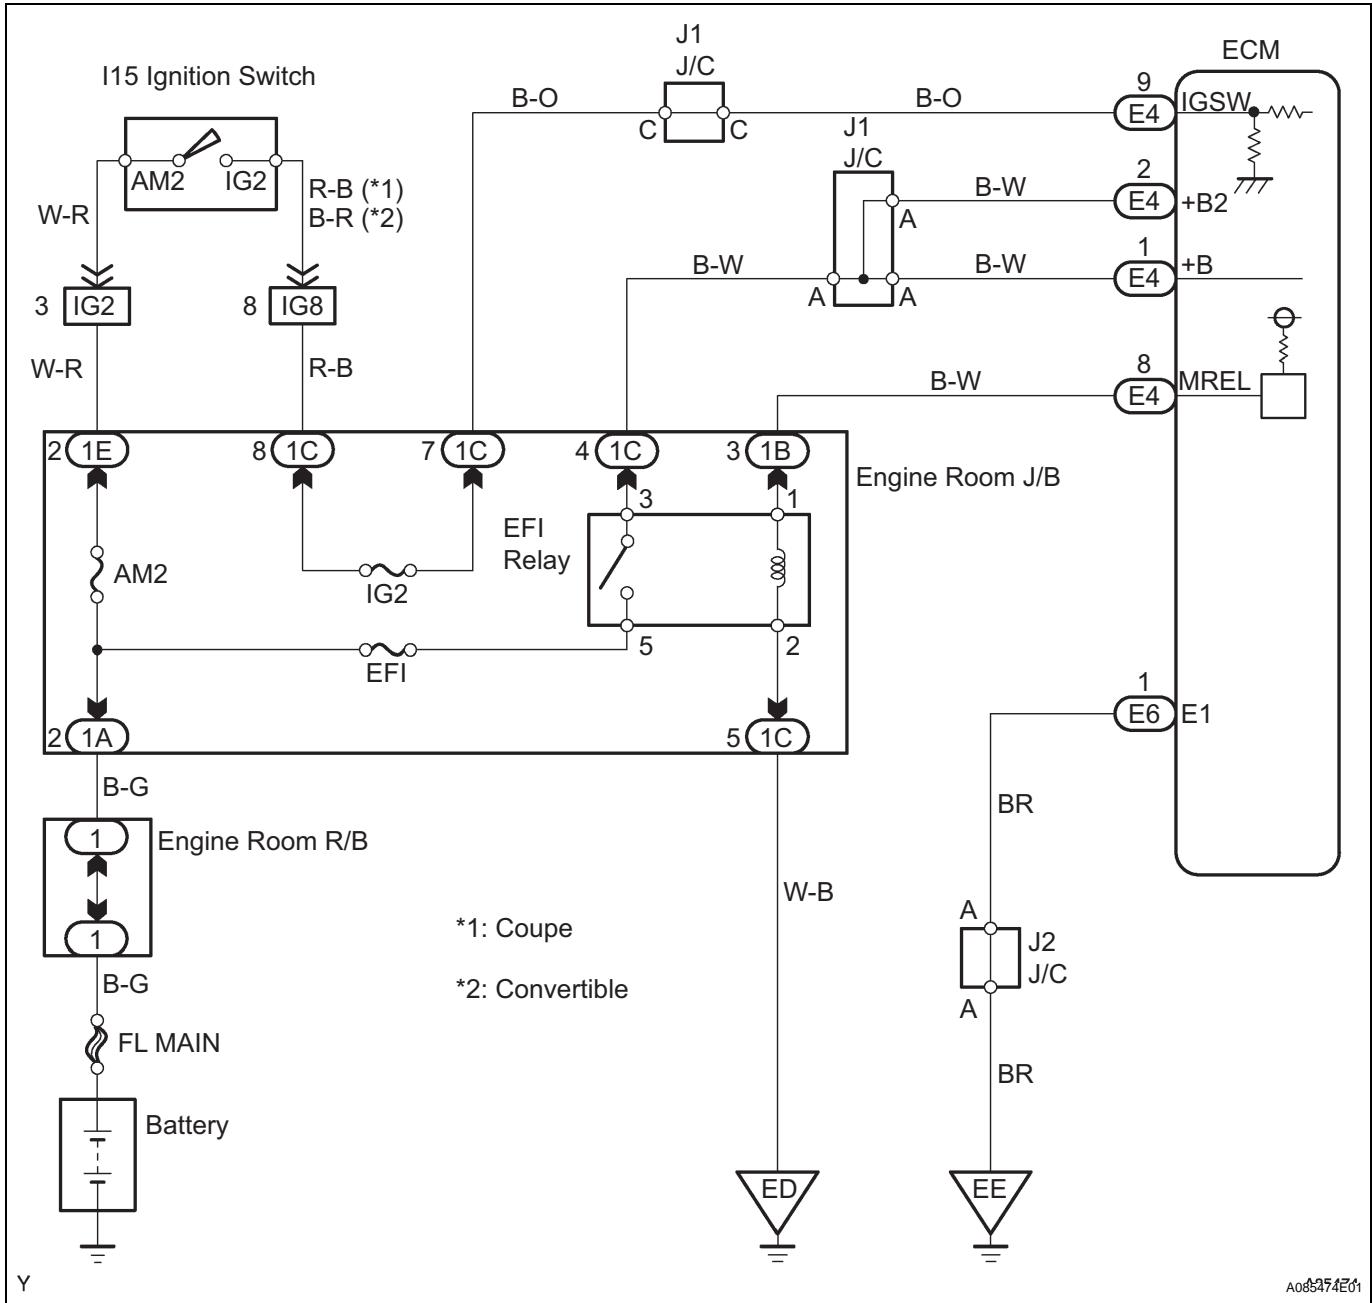 J1
J/C
ECM
I15 Ignition Switch
B-O
B-O
9
E4
IGSW
C
C
J1
J/C
AM2
IG2
R-B (*1)
B-R (*2)
W-R
2
B-W
E4
+B2
A
1
B-W
B-W
E4
+B
A
A
3
IG2
8
IG8
W-R
R-B
8
B-W
E4
MREL
2
1E
8
1C
7
1C
4
1C
3
1B
Engine Room J/B
3
1
EFI
Relay
AM2
IG2
5
2
EFI
1
E6
E1
2
1A
5
1C
B-G
BR
1
Engine Room R/B
W-B
1
*1: Coupe
A
J2
J/C
B-G
*2: Convertible
A
FL MAIN
BR
Battery
ED
EE
Y
A085474E01